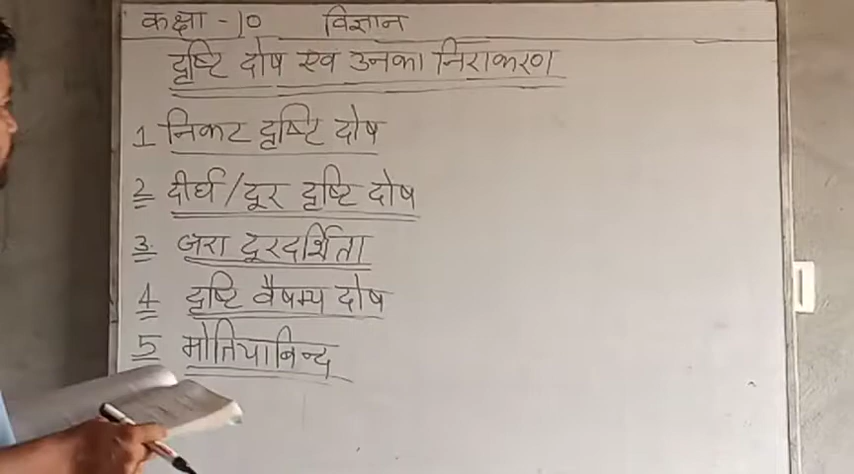 कक्षा - 10 विज्ञान
दृष्टि दोष एवं उनका निराकरण
1 निकट दृष्टि दोष
2 दीर्घ/दूर दृष्टि दोष
3. जरा दूरदर्शिता
4 दृष्टि वैषम्य दोष
5 मोतियाबिन्द